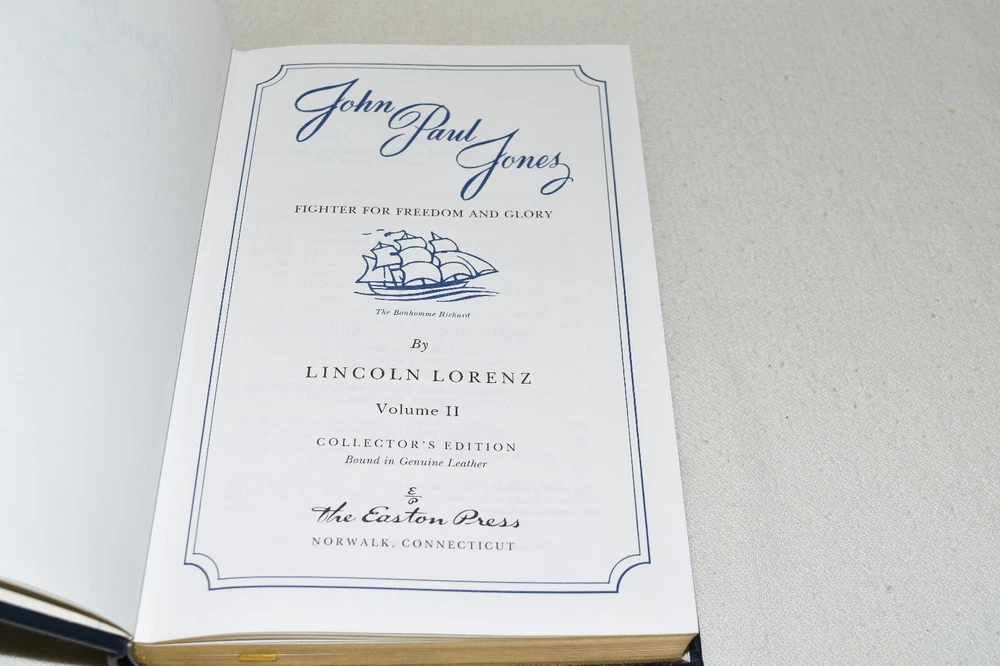 John Paul Jones
FIGHTER FOR FREEDOM AND GLORY
The Bonhomme Richard
By
LINCOLN LORENZ
Volume II
COLLECTOR'S EDITION
Bound in Genuine Leather
the Easton Press
NORWALK, CONNECTICUT